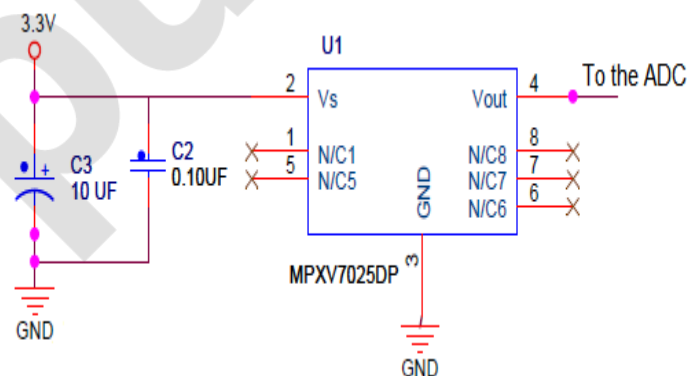 3.3V
U1
2
Vs
Vout
4
To the ADC
1
N/C1
5
N/C5
N/C8
8
N/C7
7
N/C6
6
GND
3
C3
10 UF
+
C2
0.10UF
MPXV7025DP
GND
GND
pu